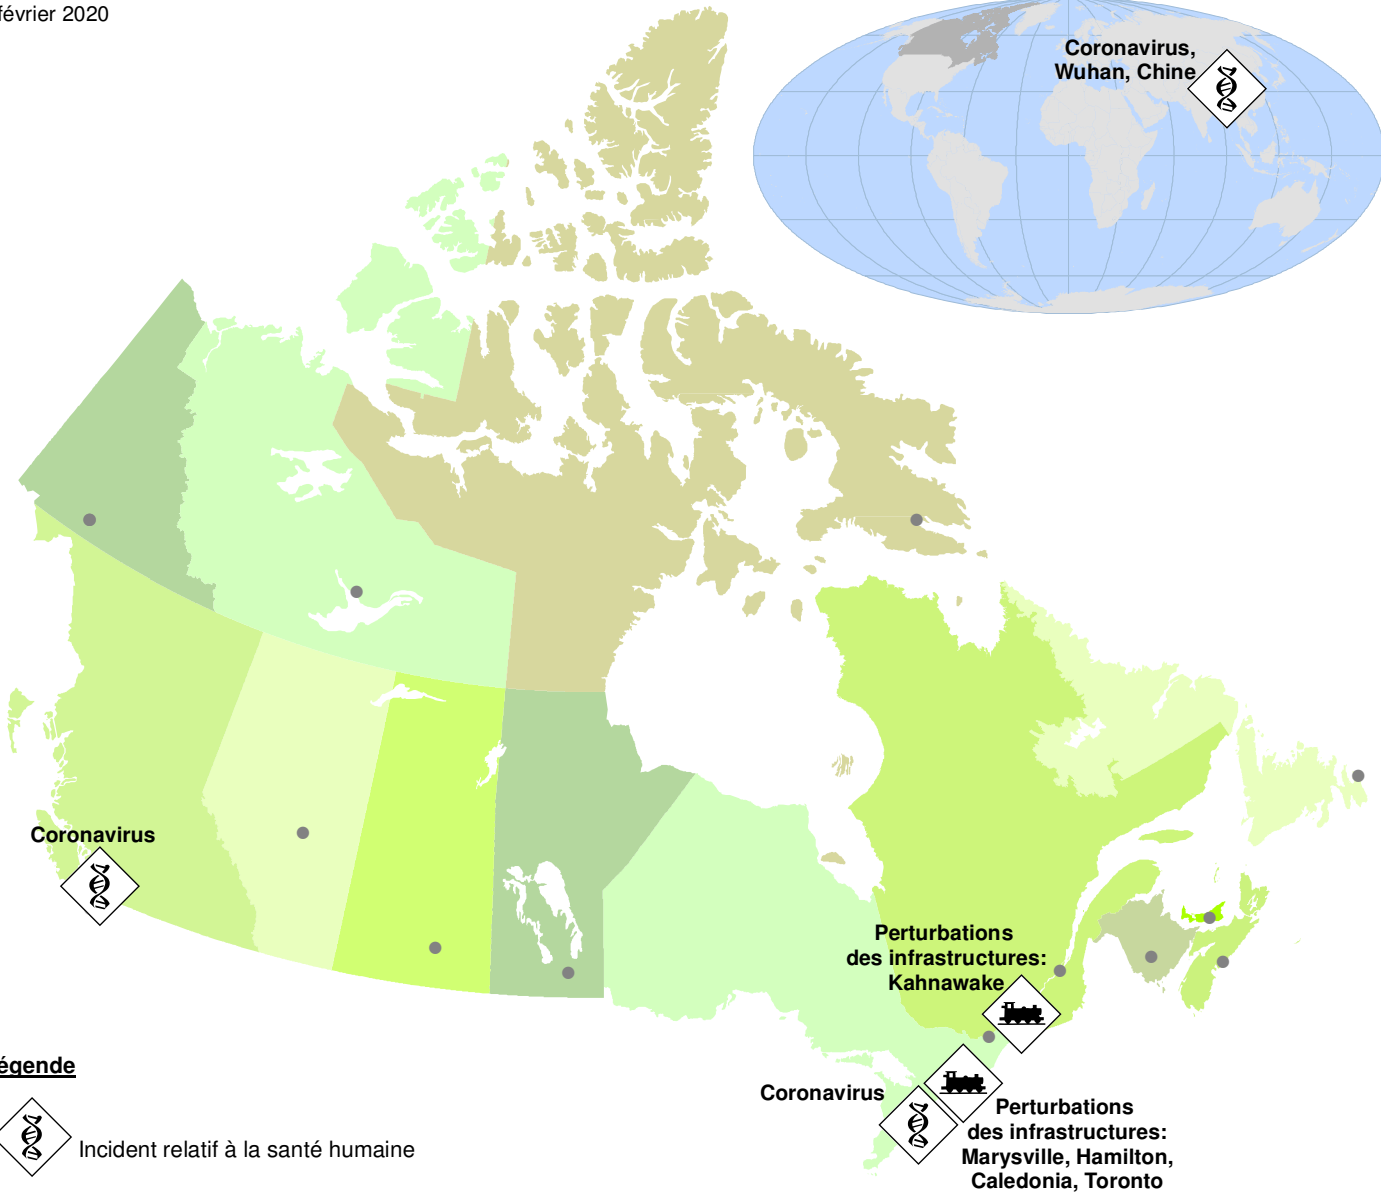 février 2020
Coronavirus,
Wuhan, Chine
Coronavirus
Perturbations
des infrastructures:
Kahnawake
Coronavirus
Perturbations
des infrastructures:
Marysville, Hamilton,
Caledonia, Toronto
égende
Incident relatif à la santé humaine